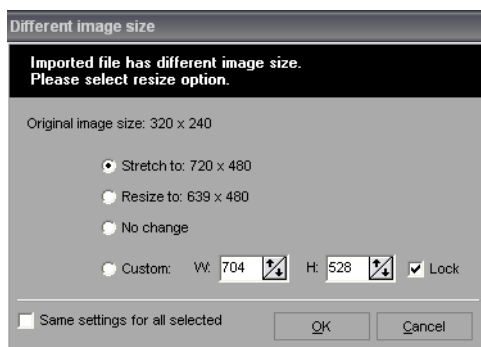 Different image size
Imported file has different image size.
Please select resize option.
Original image size: 320 x 240
Stretch to: 720 x 480
Resize to: 639 x 480
No change
Custom: W: 704 H: 528 Lock
Same settings for all selected OK Cancel